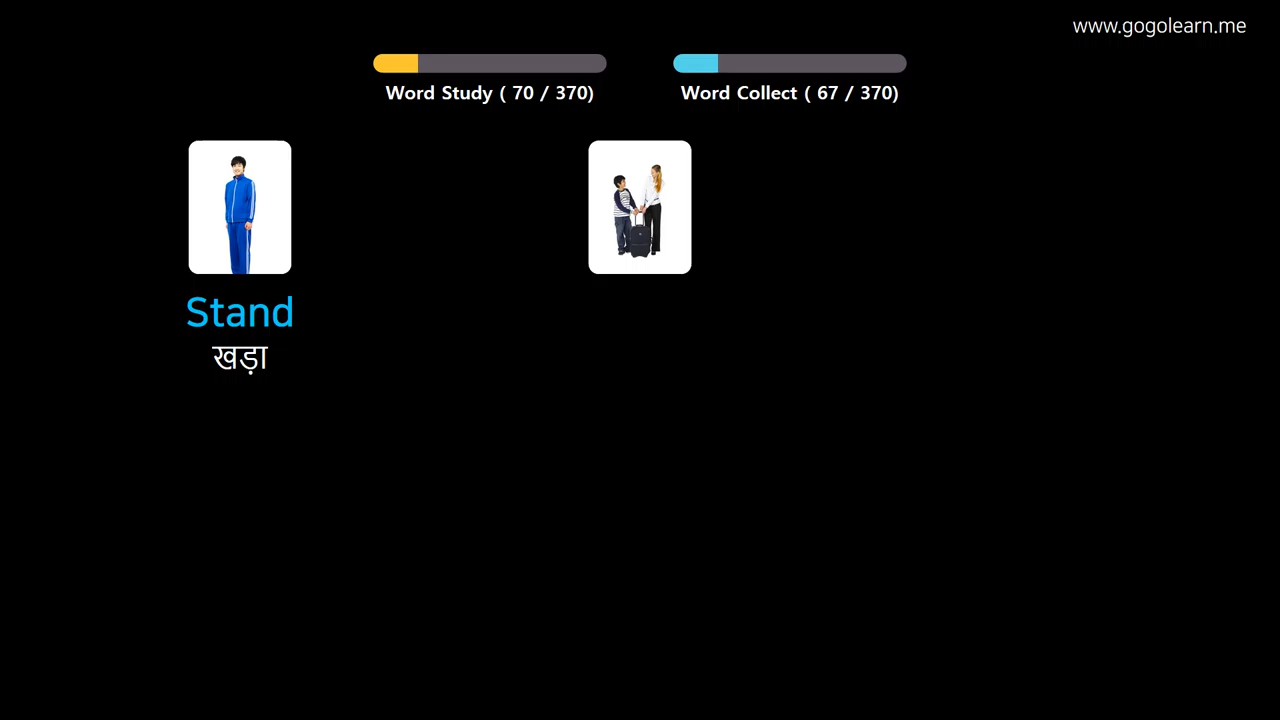 www.gogolearn.me
Word Study ( 70 / 370)
Word Collect ( 67 / 370)
Stand
खड़ा